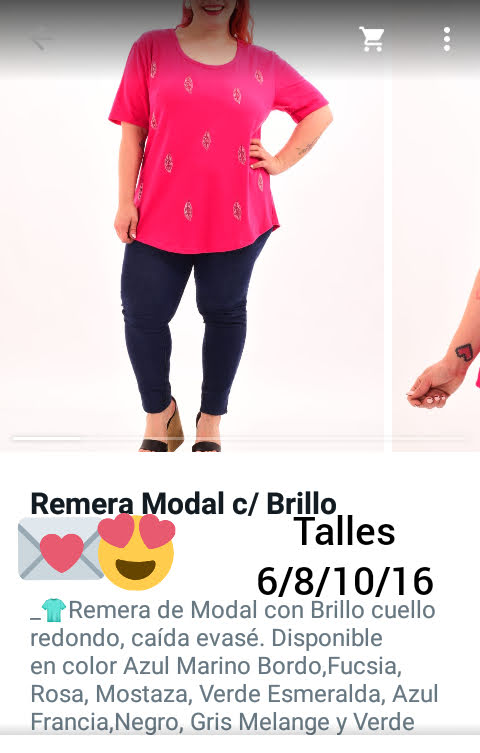 Remera Modal c/ Brillo
Talles
6/8/10/16
_👕Remera de Modal con Brillo cuello
redondo, caída evasé. Disponible
en color Azul Marino Bordo,Fucsia,
Rosa, Mostaza, Verde Esmeralda, Azul
Francia,Negro, Gris Melange y Verde